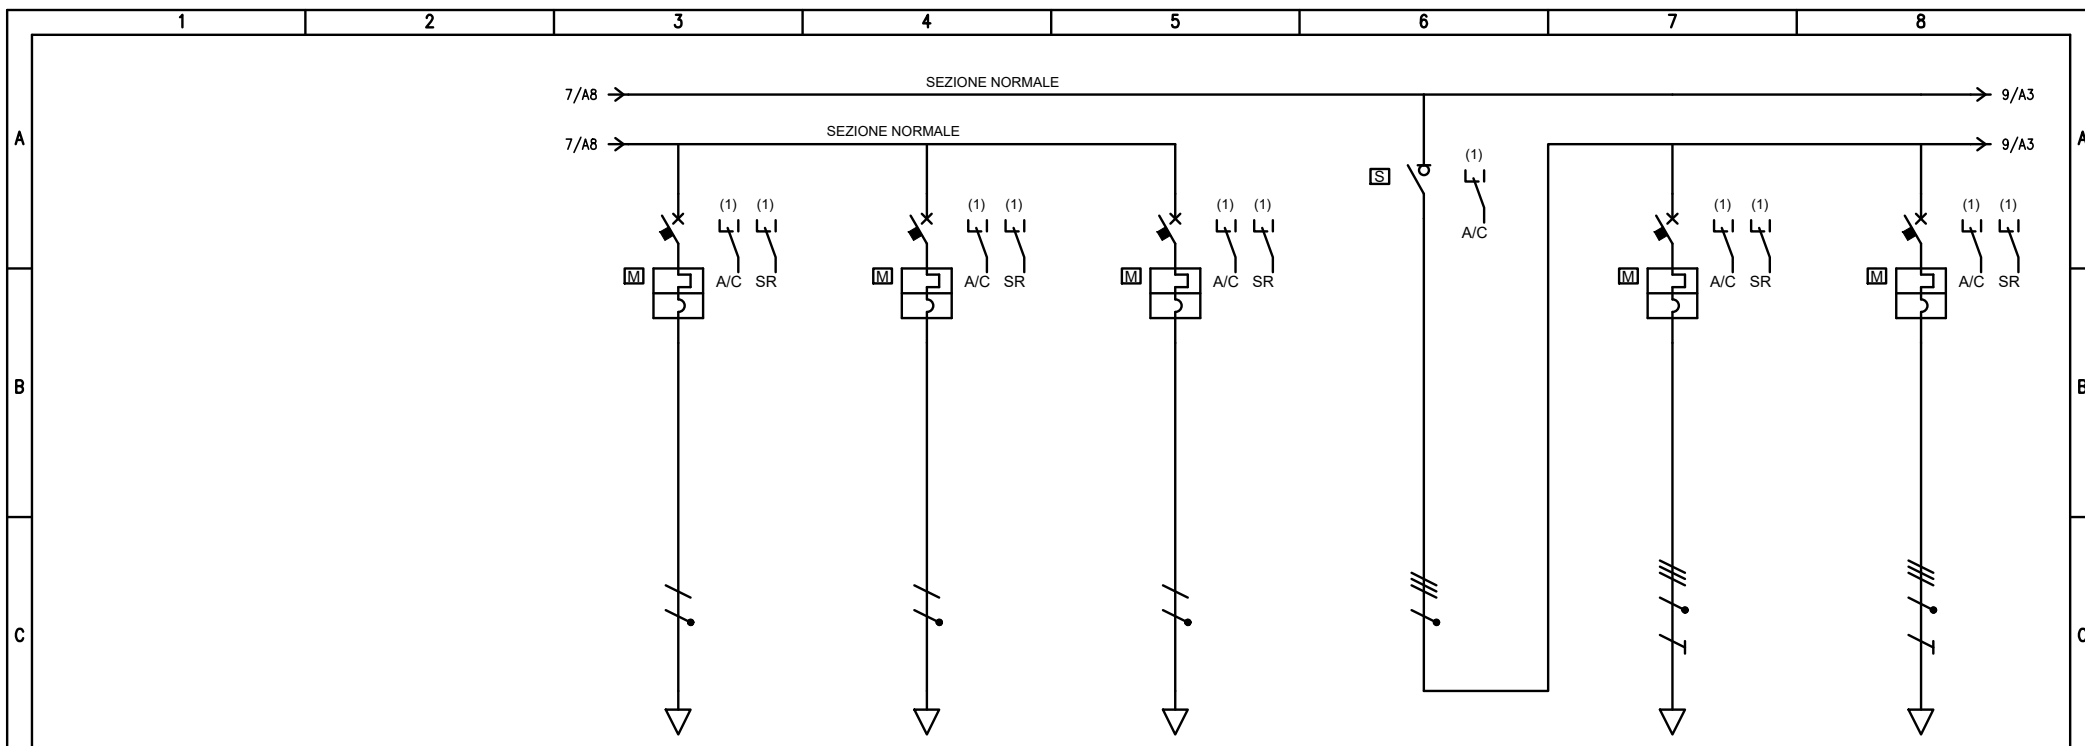 1 2 3 4 5 6 7 8
SEZIONE NORMALE
7/A8 9/A3
SEZIONE NORMALE
A 7/A8 9/A3 A
(1)
S
A/C
(1) (1) (1) (1) (1) (1) (1) (1) (1) (1)
M A/C SR M A/C SR M A/C SR M A/C SR M A/C SR
B B
C C